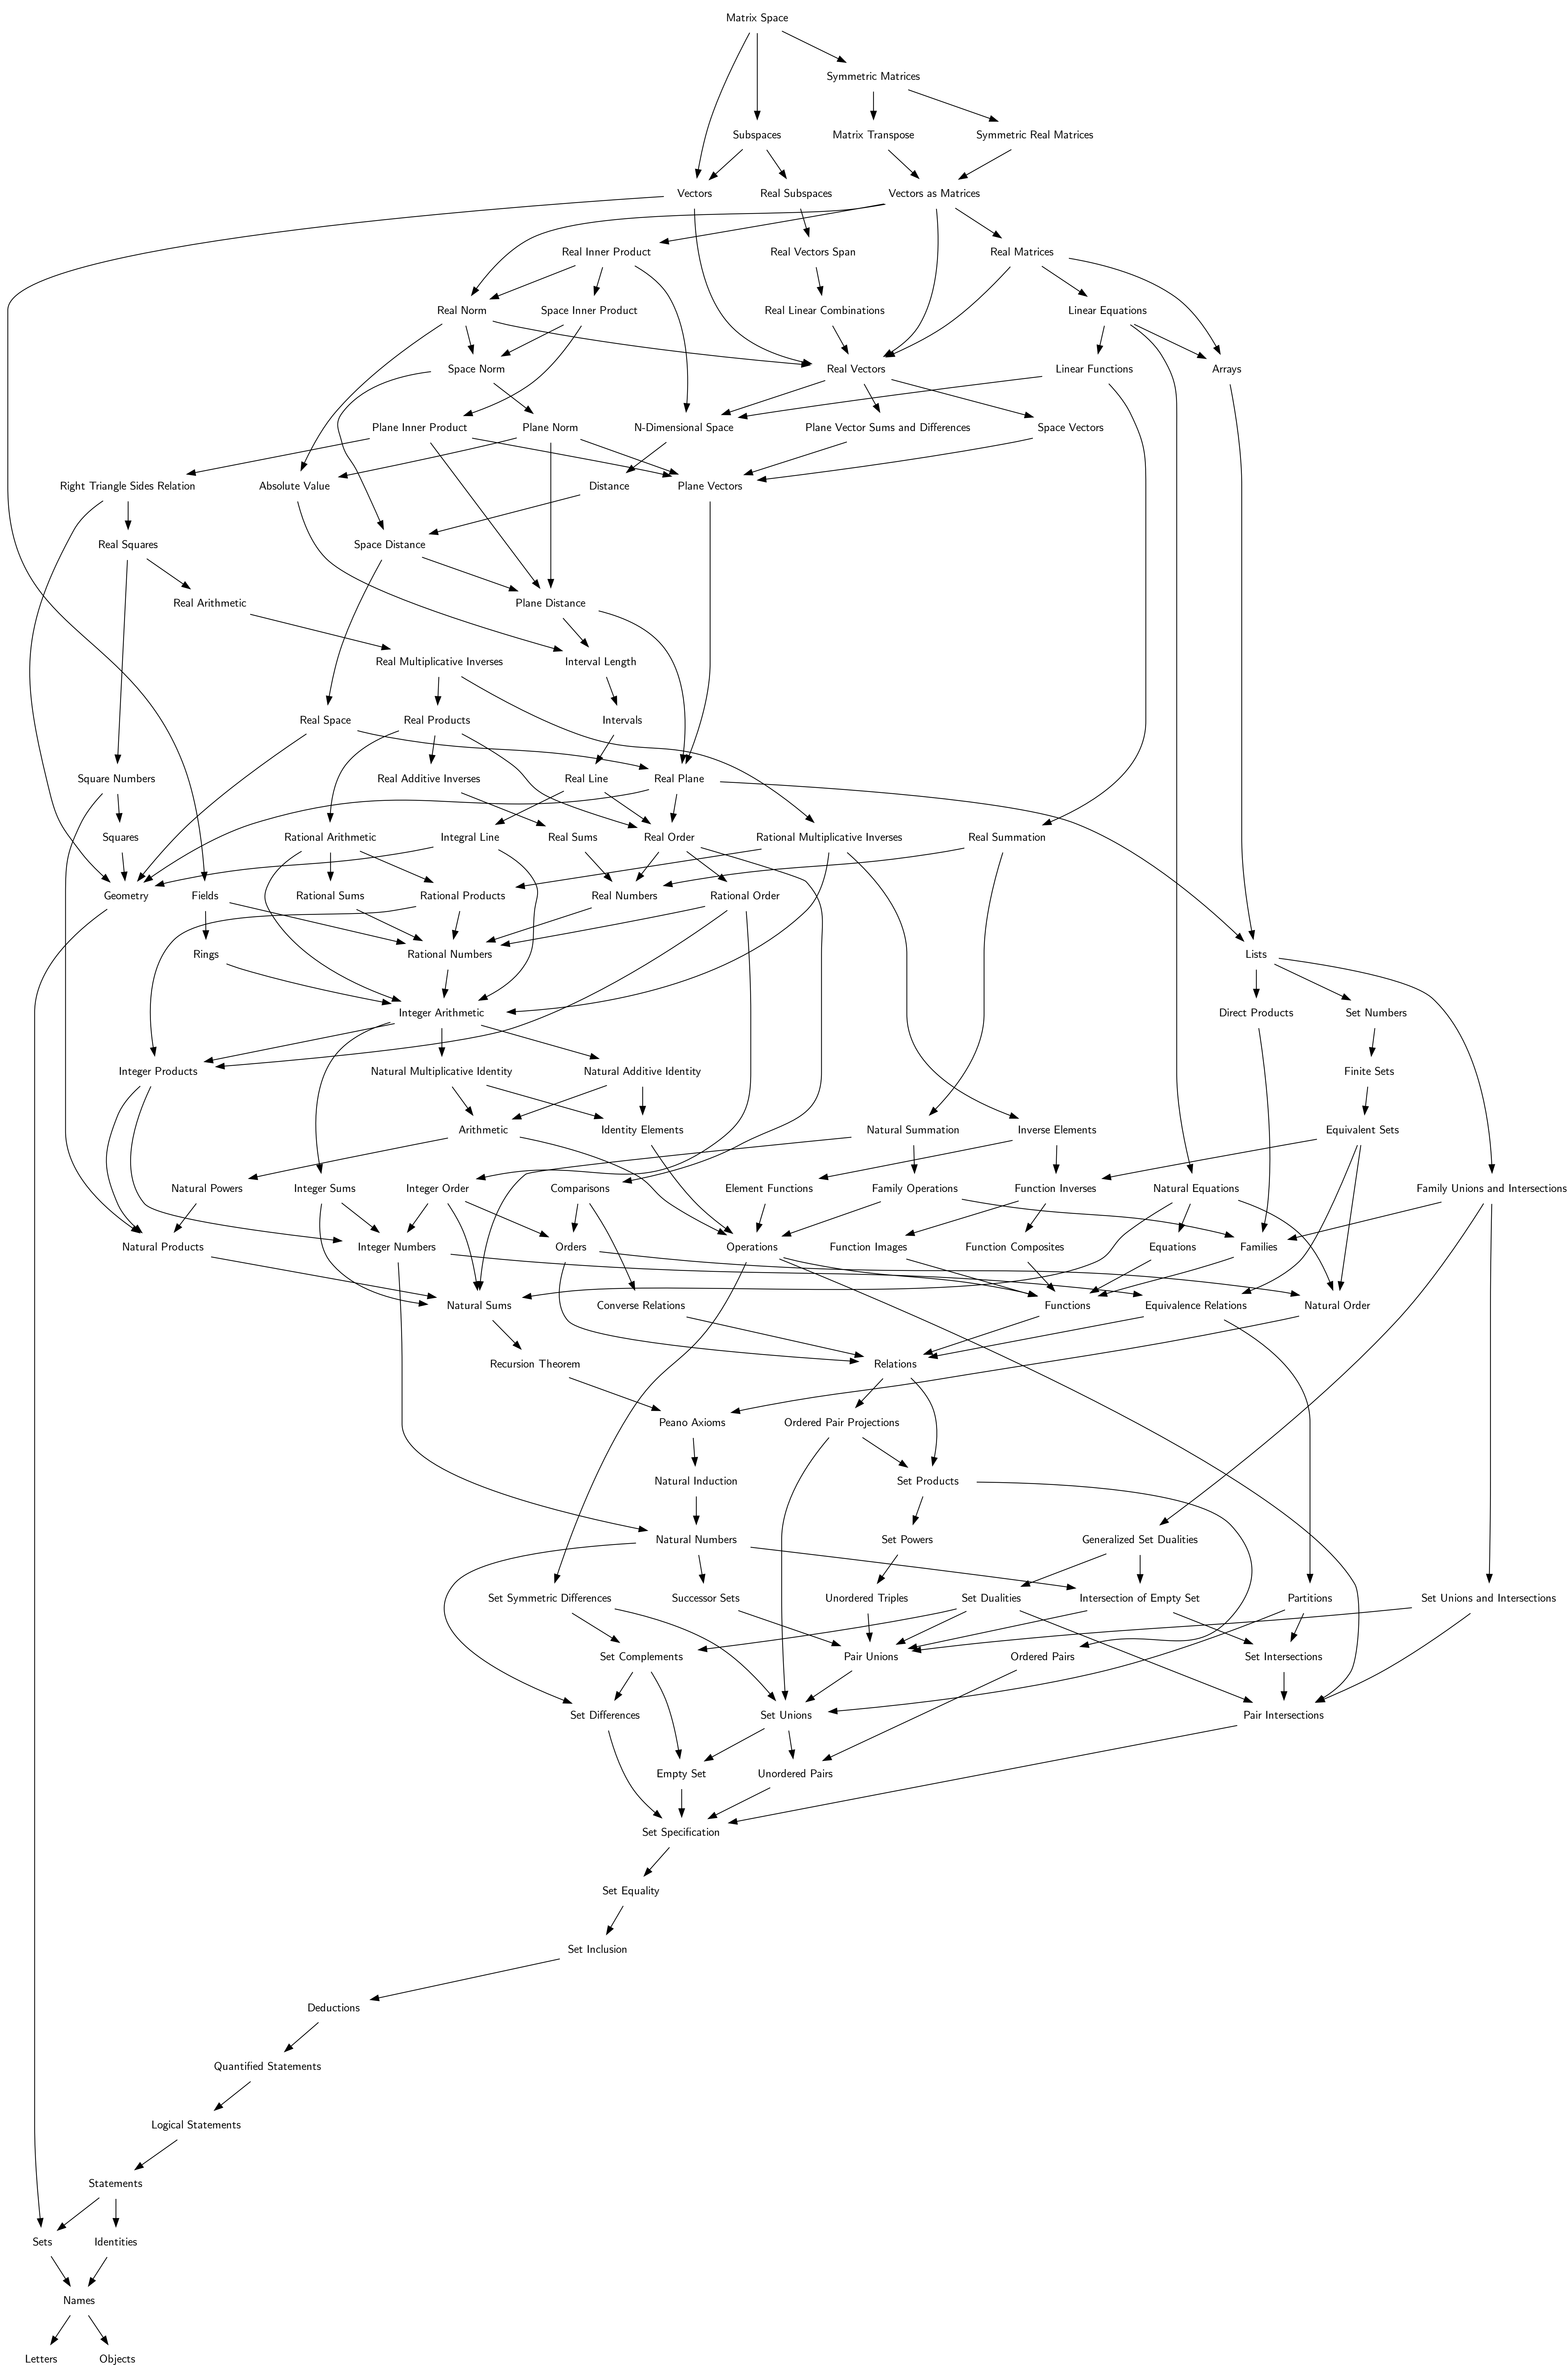 Matrix Space
Symmetric Matrices
Subspaces
Matrix Transpose
Symmetric Real Matrices
Vectors
Real Subspaces
Vectors as Matrices
Real Inner Product
Real Vectors Span
Real Matrices
Real Norm
Space Inner Product
Real Linear Combinations
Linear Equations
Space Norm
Real Vectors
Linear Functions
Arrays
Plane Inner Product
Plane Norm
N-Dimensional Space
Plane Vector Sums and Differences
Space Vectors
Right Triangle Sides Relation
Absolute Value
Distance
Plane Vectors
Real Squares
Space Distance
Real Arithmetic
Plane Distance
Real Multiplicative Inverses
Interval Length
Real Space
Real Products
Intervals
Square Numbers
Real Additive Inverses
Real Line
Real Plane
Squares
Rational Arithmetic
Integral Line
Real Sums
Real Order
Rational Multiplicative Inverses
Real Summation
Geometry
Fields
Rational Sums
Rational Products
Real Numbers
Rational Order
Rings
Rational Numbers
Lists
Integer Arithmetic
Direct Products
Set Numbers
Integer Products
Natural Multiplicative Identity
Natural Additive Identity
Finite Sets
Arithmetic
Identity Elements
Natural Summation
Inverse Elements
Equivalent Sets
Natural Powers
Integer Sums
Integer Order
Comparisons
Element Functions
Family Operations
Function Inverses
Natural Equations
Family Unions and Intersections
Natural Products
Integer Numbers
Orders
Operations
Function Images
Function Composites
Equations
Families
Natural Sums
Converse Relations
Functions
Equivalence Relations
Natural Order
Recursion Theorem
Relations
Peano Axioms
Ordered Pair Projections
Natural Induction
Set Products
Natural Numbers
Set Powers
Generalized Set Dualities
Set Symmetric Differences
Successor Sets
Unordered Triples
Set Dualities
Intersection of Empty Set
Partitions
Set Unions and Intersections
Set Complements
Pair Unions
Ordered Pairs
Set Intersections
Set Differences
Set Unions
Pair Intersections
Empty Set
Unordered Pairs
Set Specification
Set Equality
Set Inclusion
Deductions
Quantified Statements
Logical Statements
Statements
Sets
Identities
Names
Letters
Objects